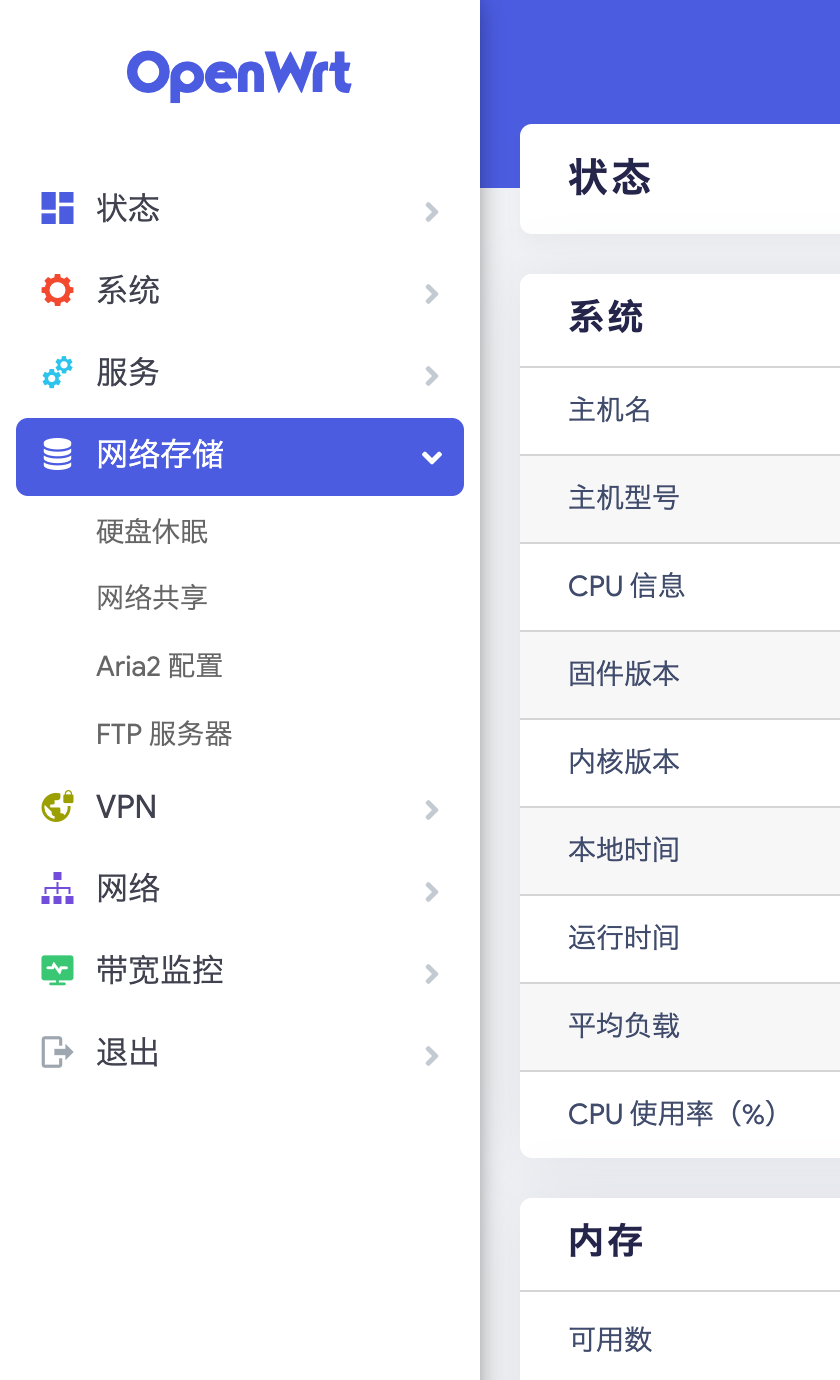 OpenWrt
状态
系统
服务
网络存储
硬盘休眠
网络共享
Aria2 配置
FTP 服务器
VPN
网络
带宽监控
退出
状态
系统
主机名
主机型号
CPU 信息
固件版本
内核版本
本地时间
运行时间
平均负载
CPU 使用率（%）
内存
可用数